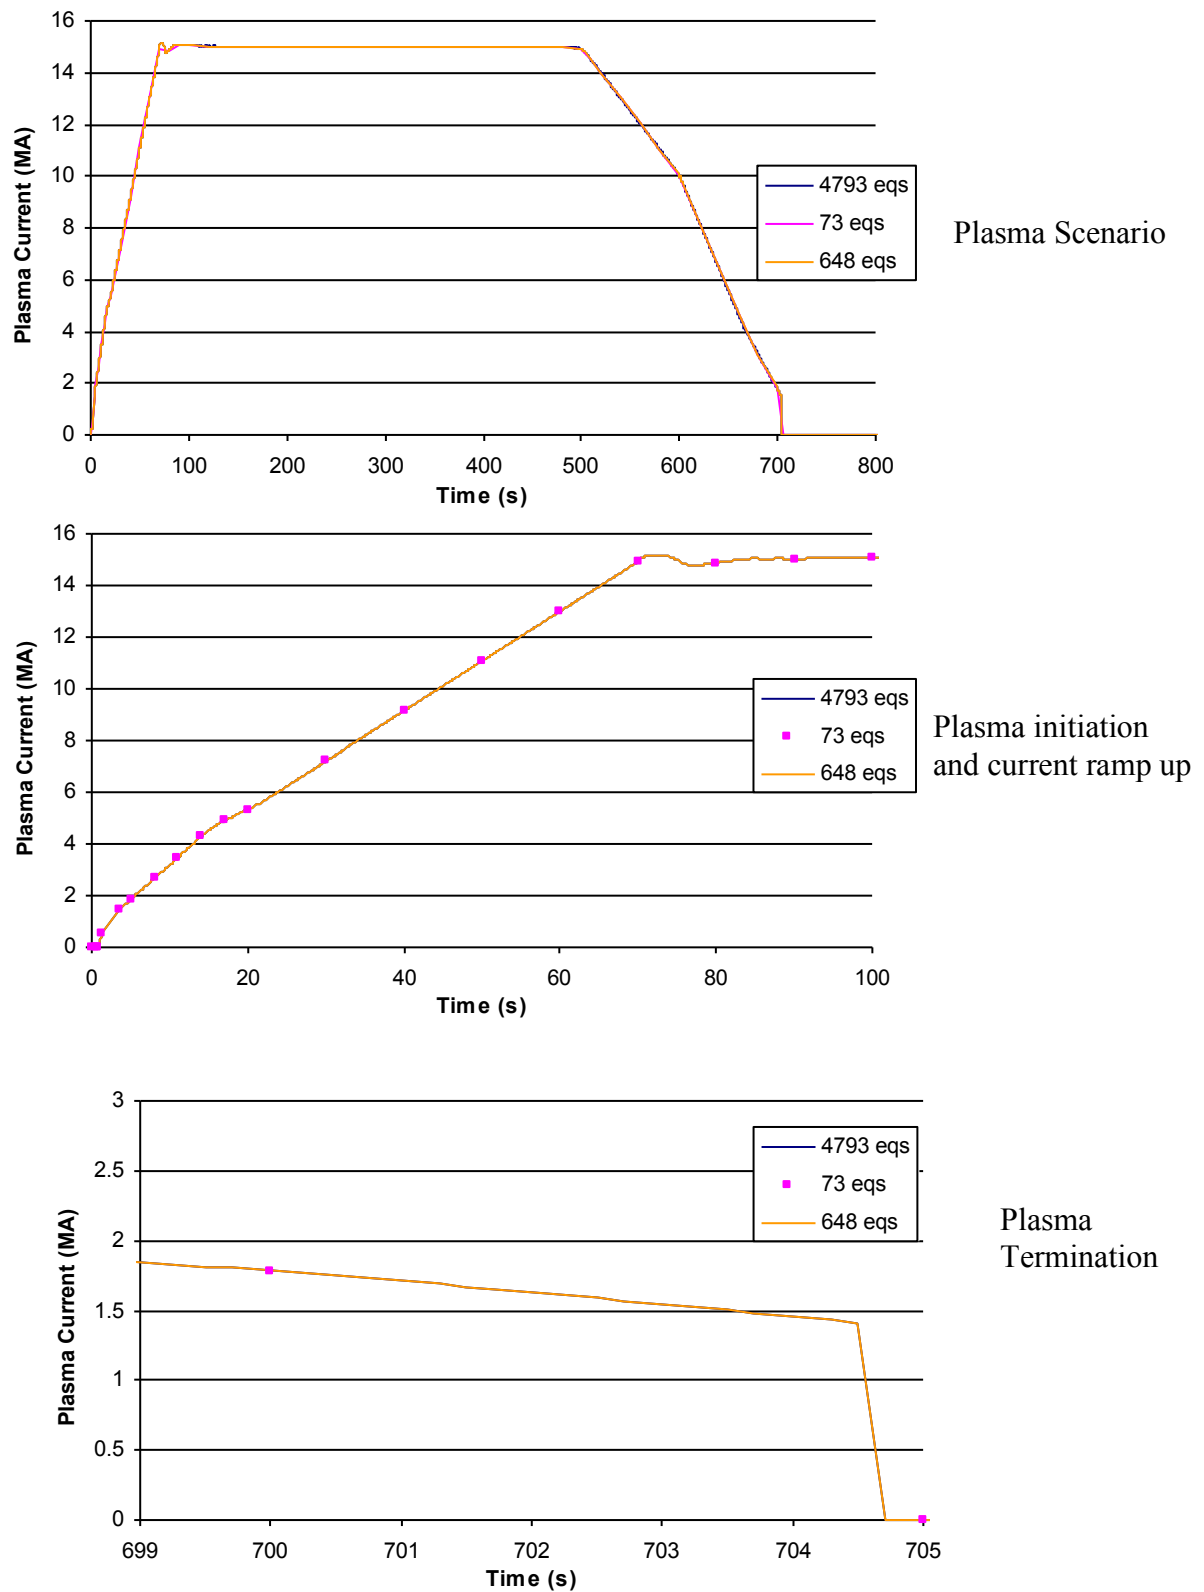 16
14
12
10
8
6
4
2
0
Plasma Current (MA)
4793 eqs
73 eqs
648 eqs
Plasma Scenario
0 100 200 300 400 500 600 700 800
Time (s)
16
14
12
10
8
6
4
2
0
Plasma Current (MA)
4793 eqs
73 eqs
648 eqs
Plasma initiation
and current ramp up
0 20 40 60 80 100
Time (s)
3
2.5
2
1.5
1
0.5
0
Plasma Current (MA)
4793 eqs
73 eqs
648 eqs
Plasma
Termination
699 700 701 702 703 704 705
Time (s)